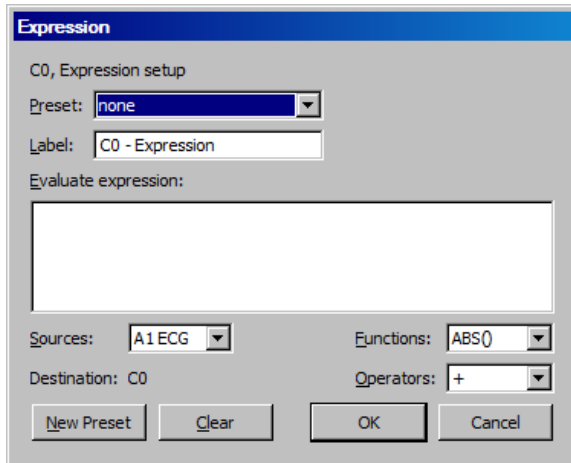 Expression
C0, Expression setup
Preset: none
Label: C0 - Expression
Evaluate expression:
Sources: A1 ECG Functions: ABS()
Destination: C0 Operators: +
New Preset Clear OK Cancel